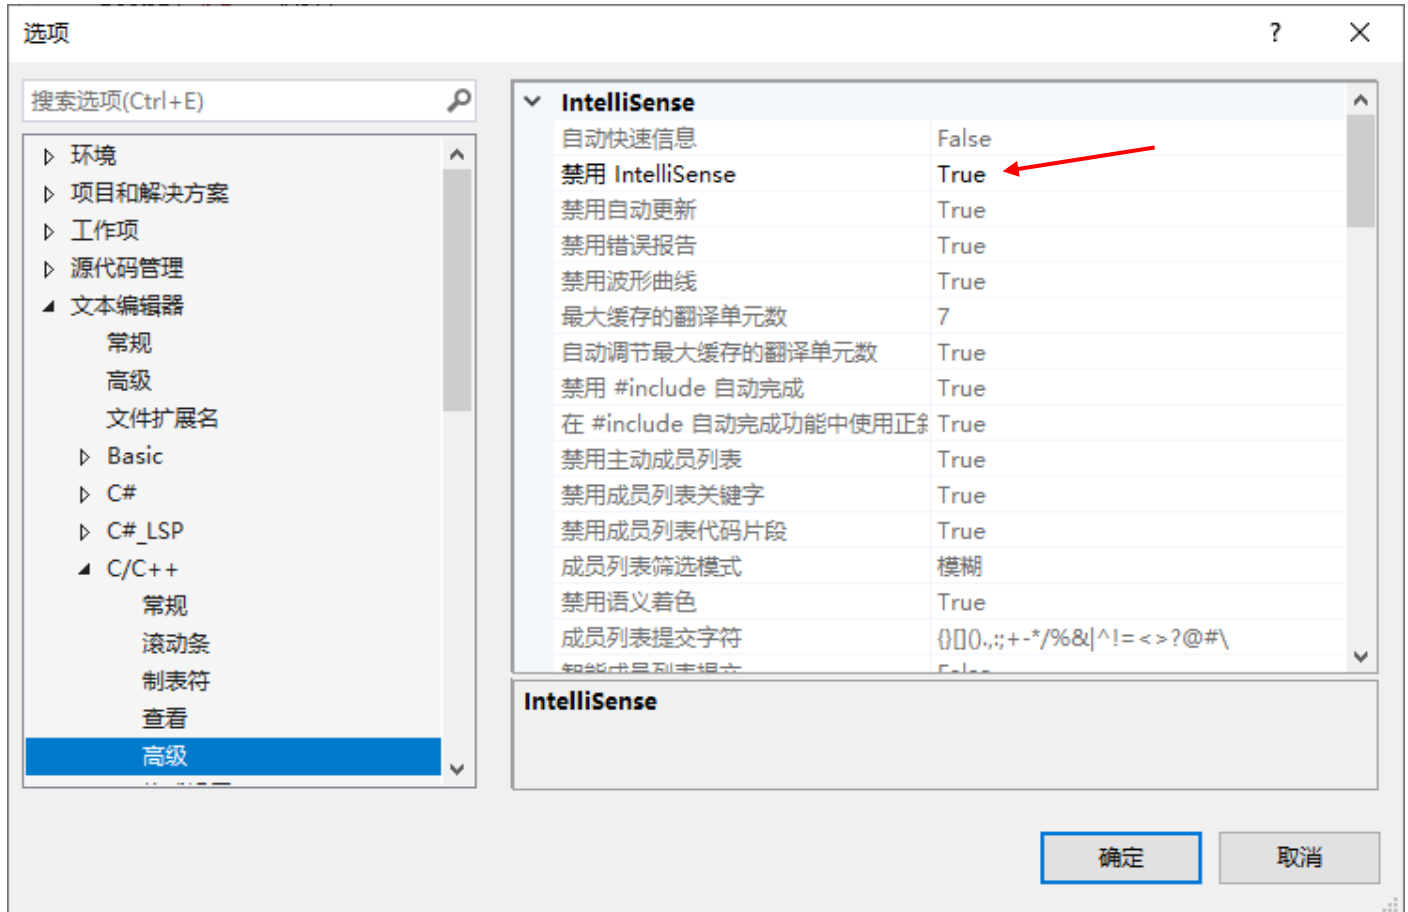 选项
?
搜索选项(Ctrl+E)
环境
项目和解决方案
工作项
源代码管理
文本编辑器
常规
高级
文件扩展名
Basic
C#
C#_LSP
C/C++
常规
滚动条
制表符
查看
高级
IntelliSense
自动快速信息 False
禁用 IntelliSense True
禁用自动更新 True
禁用错误报告 True
禁用波形曲线 True
最大缓存的翻译单元数 7
自动调节最大缓存的翻译单元数 True
禁用 #include 自动完成 True
在 #include 自动完成功能中使用正 True
禁用主动成员列表 True
禁用成员列表关键字 True
禁用成员列表代码片段 True
成员列表筛选模式 模糊
禁用语义着色 True
成员列表提交字符 {}[]().,:;+-*/%&|^!=<>?@#\
智能成员列表提交 False
IntelliSense
确定
取消